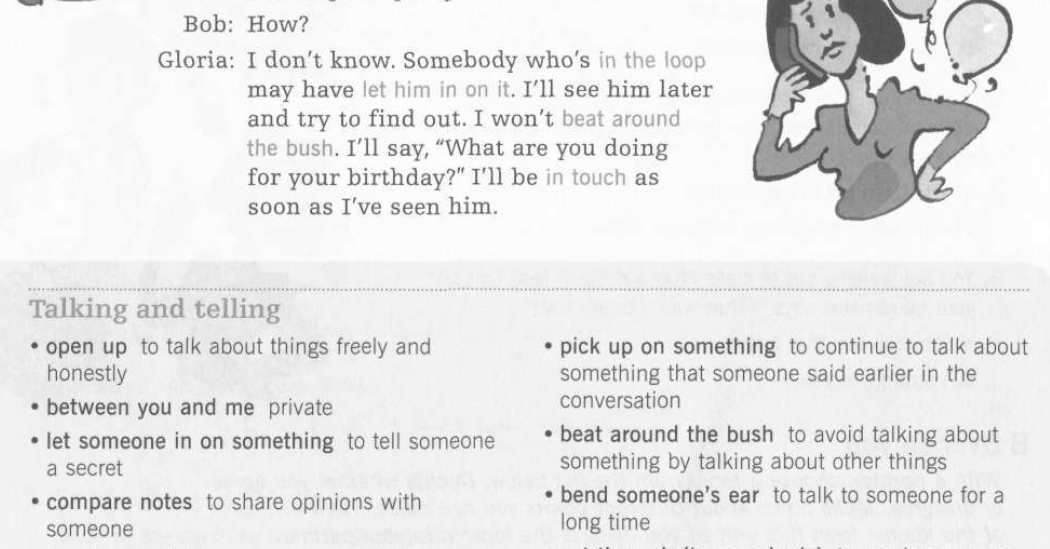 Bob: How?
Gloria: I don't know. Somebody who's in the loop
may have let him in on it. I'll see him later
and try to find out. I won't beat around
the bush. I'll say, "What are you doing
for your birthday?" I'll be in touch as
soon as I've seen him.
Talking and telling
• open up to talk about things freely and
honestly
• between you and me private
• let someone in on something to tell someone
a secret
• compare notes to share opinions with
someone
• pick up on something to continue to talk about
something that someone said earlier in the
conversation
• beat around the bush to avoid talking about
something by talking about other things
• bend someone's ear to talk to someone for a
long time